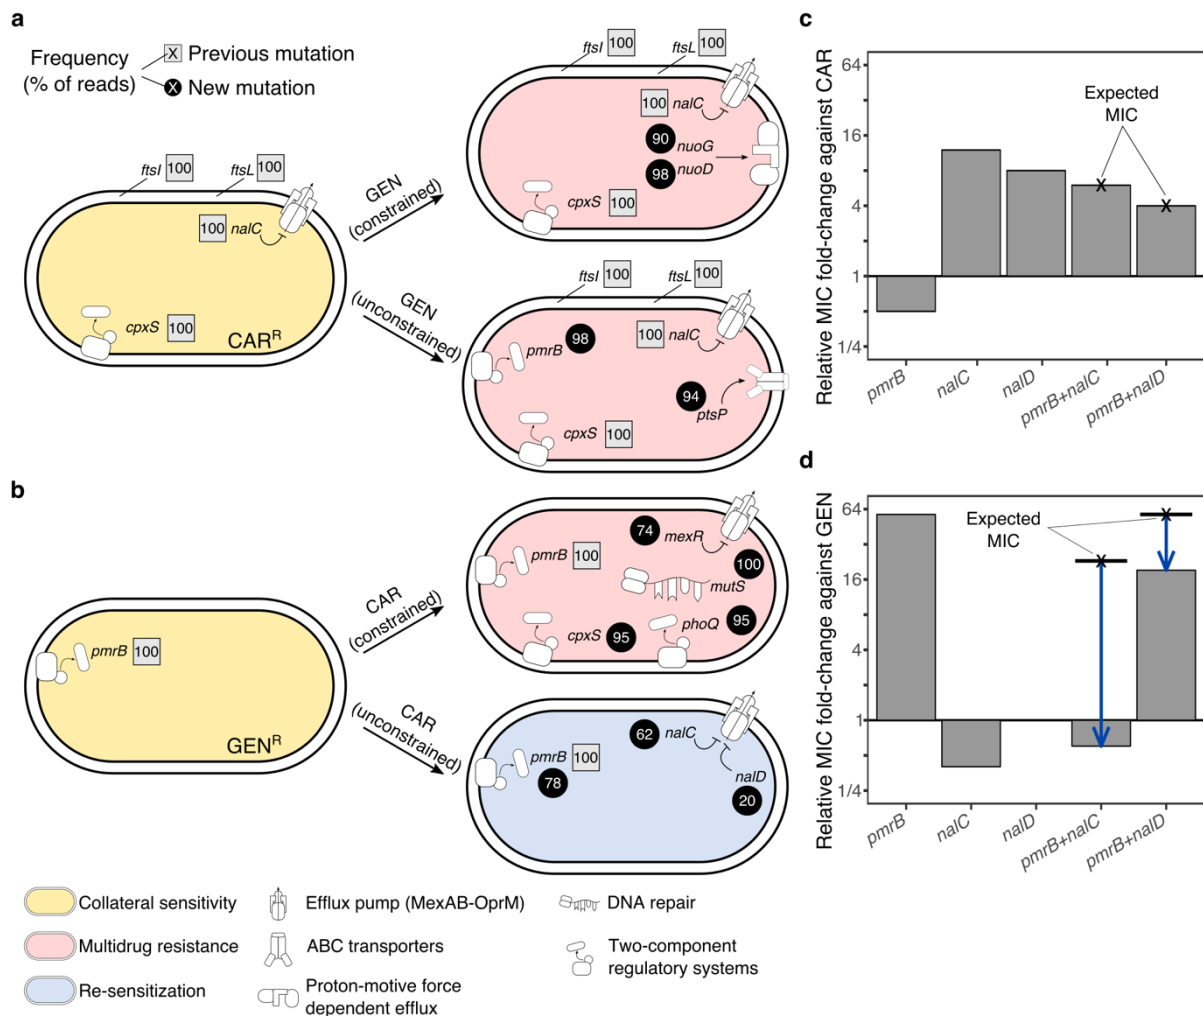 a
Frequency
(% of reads)
X Previous mutation
X New mutation
ftsI 100
ftsL 100
100 nalC
cpxS 100
CARᴿ
GEN
(constrained)
GEN
(unconstrained)
ftsI 100
ftsL 100
100 nalC
90 nuoG
98 nuoD
cpxS 100
ftsI 100
ftsL 100
pmrB 98
100 nalC
94 ptsP
cpxS 100
b
pmrB 100
GENᴿ
CAR
(constrained)
CAR
(unconstrained)
74 mexR
pmrB 100
100
mutS
cpxS 95
phoQ 95
62 nalC
pmrB 100
78
nalD
20
Collateral sensitivity
Multidrug resistance
Re-sensitization
Efflux pump (MexAB-OprM)
ABC transporters
Proton-motive force
dependent efflux
DNA repair
Two-component
regulatory systems
c
Relative MIC fold-change against CAR
64
16
4
1
1/4
Expected
MIC
X
X
pmrB
nalC
nalD
pmrB+nalC
pmrB+nalD
d
Relative MIC fold-change against GEN
64
16
4
1
1/4
Expected
MIC
X
X
pmrB
nalC
nalD
pmrB+nalC
pmrB+nalD